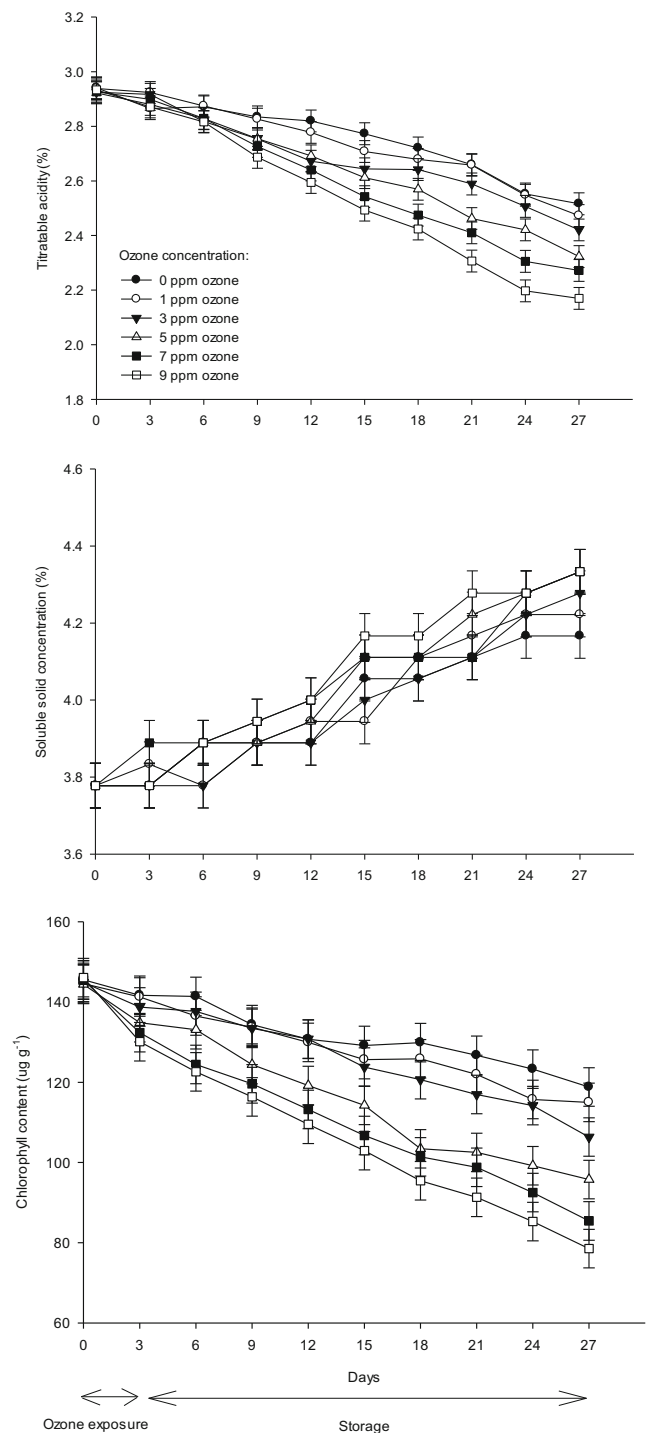 3.2
3.0
2.8
2.6
2.4
2.2
2.0
1.8
Titratable acidity (%)
Ozone concentration:
0 ppm ozone
1 ppm ozone
3 ppm ozone
5 ppm ozone
7 ppm ozone
9 ppm ozone
0 3 6 9 12 15 18 21 24 27
4.6
4.4
4.2
4.0
3.8
3.6
Soluble solid concentration (%)
0 3 6 9 12 15 18 21 24 27
160
140
120
100
80
60
Chlorophyll content (ug g⁻¹)
0 3 6 9 12 15 18 21 24 27
Days
Ozone exposure Storage